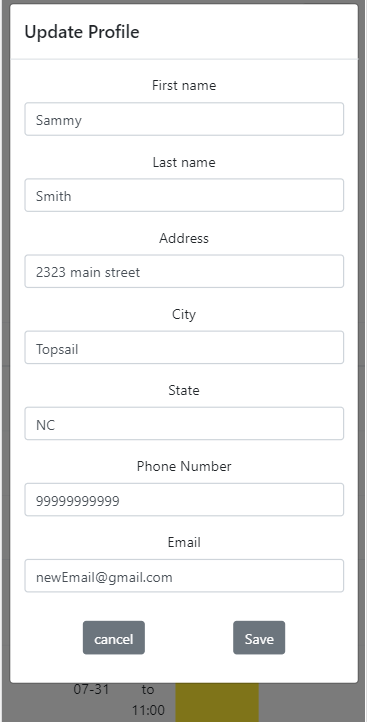 Update Profile
First name
Sammy
Last name
Smith
Address
2323 main street
City
Topsail
State
NC
Phone Number
99999999999
Email
newEmail@gmail.com
cancel Save
07-31 to
11:00